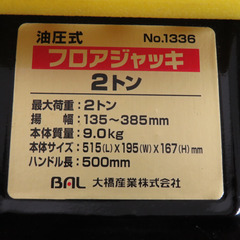 油圧式 No.1336
フロアジャッキ
2トン
最大荷重：2トン
揚幅：135〜385mm
本体質量：9.0kg
本体サイズ：515(L)×195(W)×167(H)mm
ハンドル長：500mm
BAL 大橋産業株式会社